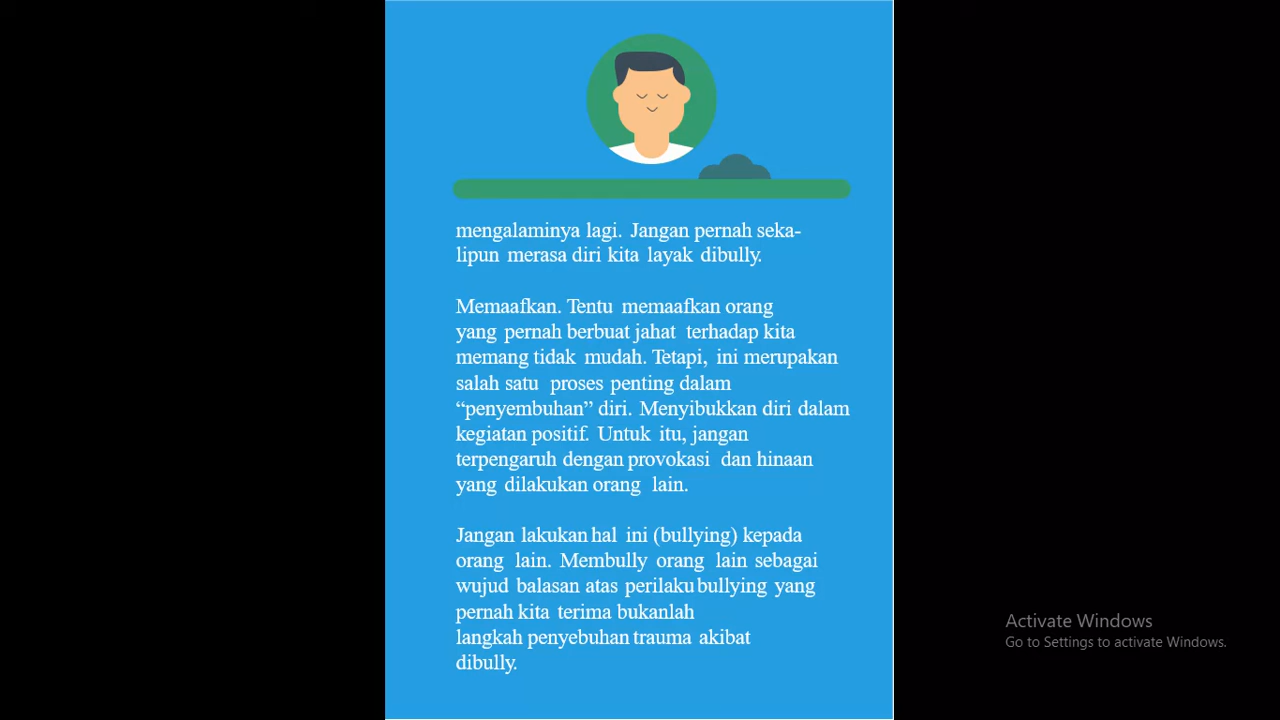 mengalaminya lagi. Jangan pernah seka-
lipun merasa diri kita layak dibully.
Memaafkan. Tentu memaafkan orang
yang pernah berbuat jahat terhadap kita
memang tidak mudah. Tetapi, ini merupakan
salah satu proses penting dalam
“penyembuhan” diri. Menyibukkan diri dalam
kegiatan positif. Untuk itu, jangan
terpengaruh dengan provokasi dan hinaan
yang dilakukan orang lain.
Jangan lakukan hal ini (bullying) kepada
orang lain. Membully orang lain sebagai
wujud balasan atas perilaku bullying yang
pernah kita terima bukanlah
langkah penyebuhan trauma akibat
dibully.
Activate Windows
Go to Settings to activate Windows.